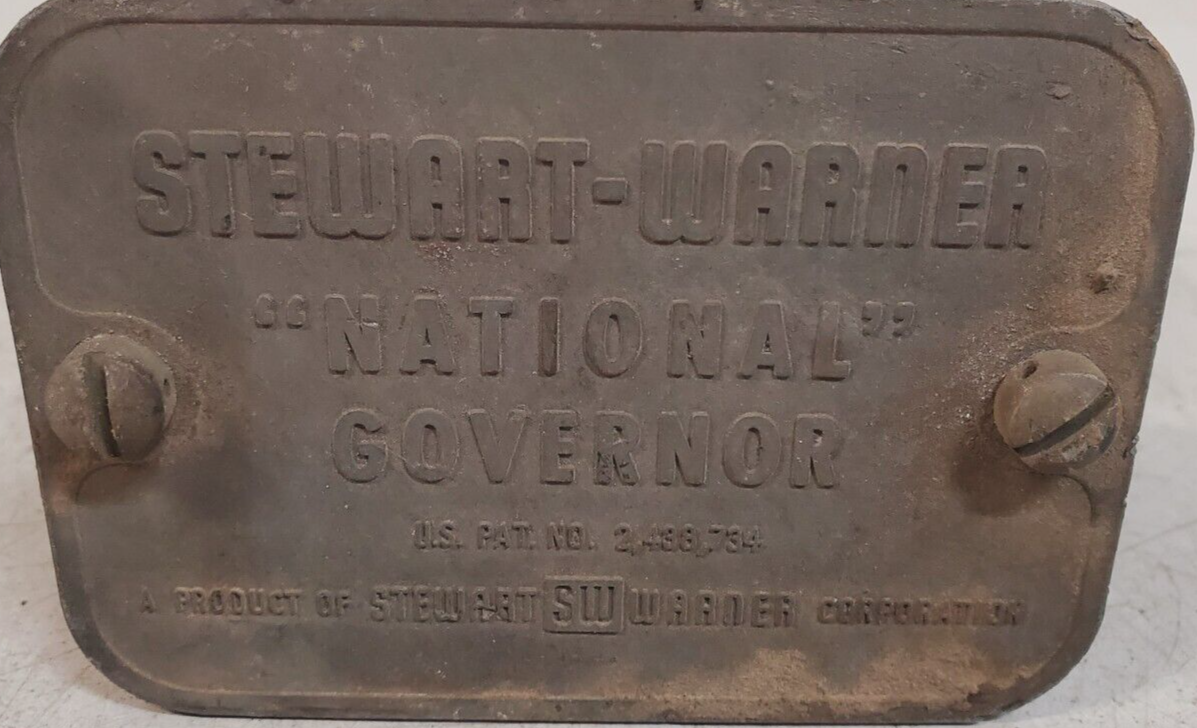 STEWART-WARNER
“NATIONAL”
GOVERNOR
U.S. PAT. NO. 2,438,734
A PRODUCT OF STEWART SW WARNER CORPORATION